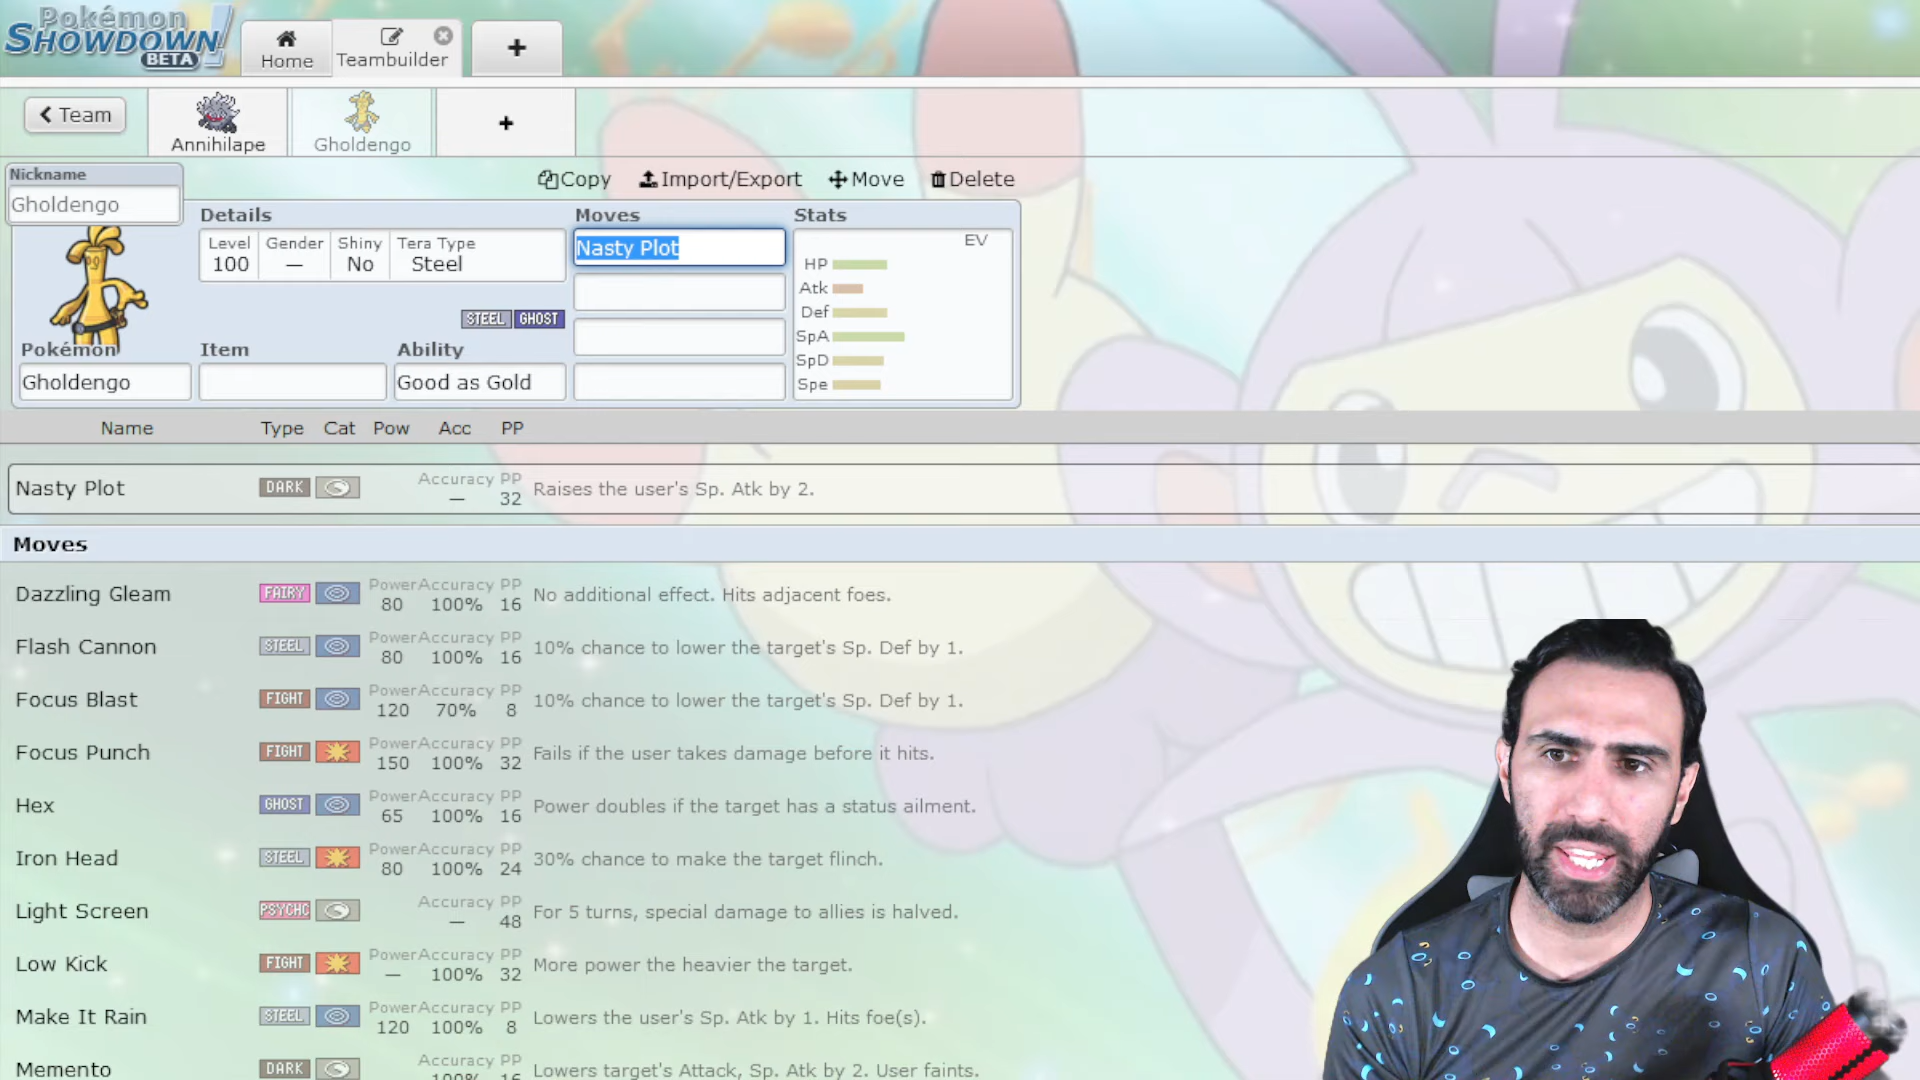 Pokémon
SHOWDOWN!
BETA
Home
Teambuilder
+
Team
Annihilape
Gholdengo
+
Nickname
Gholdengo
Copy
Import/Export
Move
Delete
Details
Moves
Stats
Level
Gender
Shiny
Tera Type
100
—
No
Steel
Nasty Plot
EV
HP
Atk
Def
SpA
SpD
Spe
STEEL GHOST
Pokémon
Item
Ability
Gholdengo
Good as Gold
Name Type Cat Pow Acc PP
Nasty Plot DARK Accuracy — PP 32 Raises the user's Sp. Atk by 2.
Moves
Dazzling Gleam FAIRY Power 80 Accuracy 100% PP 16 No additional effect. Hits adjacent foes.
Flash Cannon STEEL Power 80 Accuracy 100% PP 16 10% chance to lower the target's Sp. Def by 1.
Focus Blast FIGHT Power 120 Accuracy 70% PP 8 10% chance to lower the target's Sp. Def by 1.
Focus Punch FIGHT Power 150 Accuracy 100% PP 32 Fails if the user takes damage before it hits.
Hex GHOST Power 65 Accuracy 100% PP 16 Power doubles if the target has a status ailment.
Iron Head STEEL Power 80 Accuracy 100% PP 24 30% chance to make the target flinch.
Light Screen PSYCHC Accuracy — PP 48 For 5 turns, special damage to allies is halved.
Low Kick FIGHT Power — Accuracy 100% PP 32 More power the heavier the target.
Make It Rain STEEL Power 120 Accuracy 100% PP 8 Lowers the user's Sp. Atk by 1. Hits foe(s).
Memento DARK Accuracy 100% PP 16 Lowers target's Attack, Sp. Atk by 2. User faints.